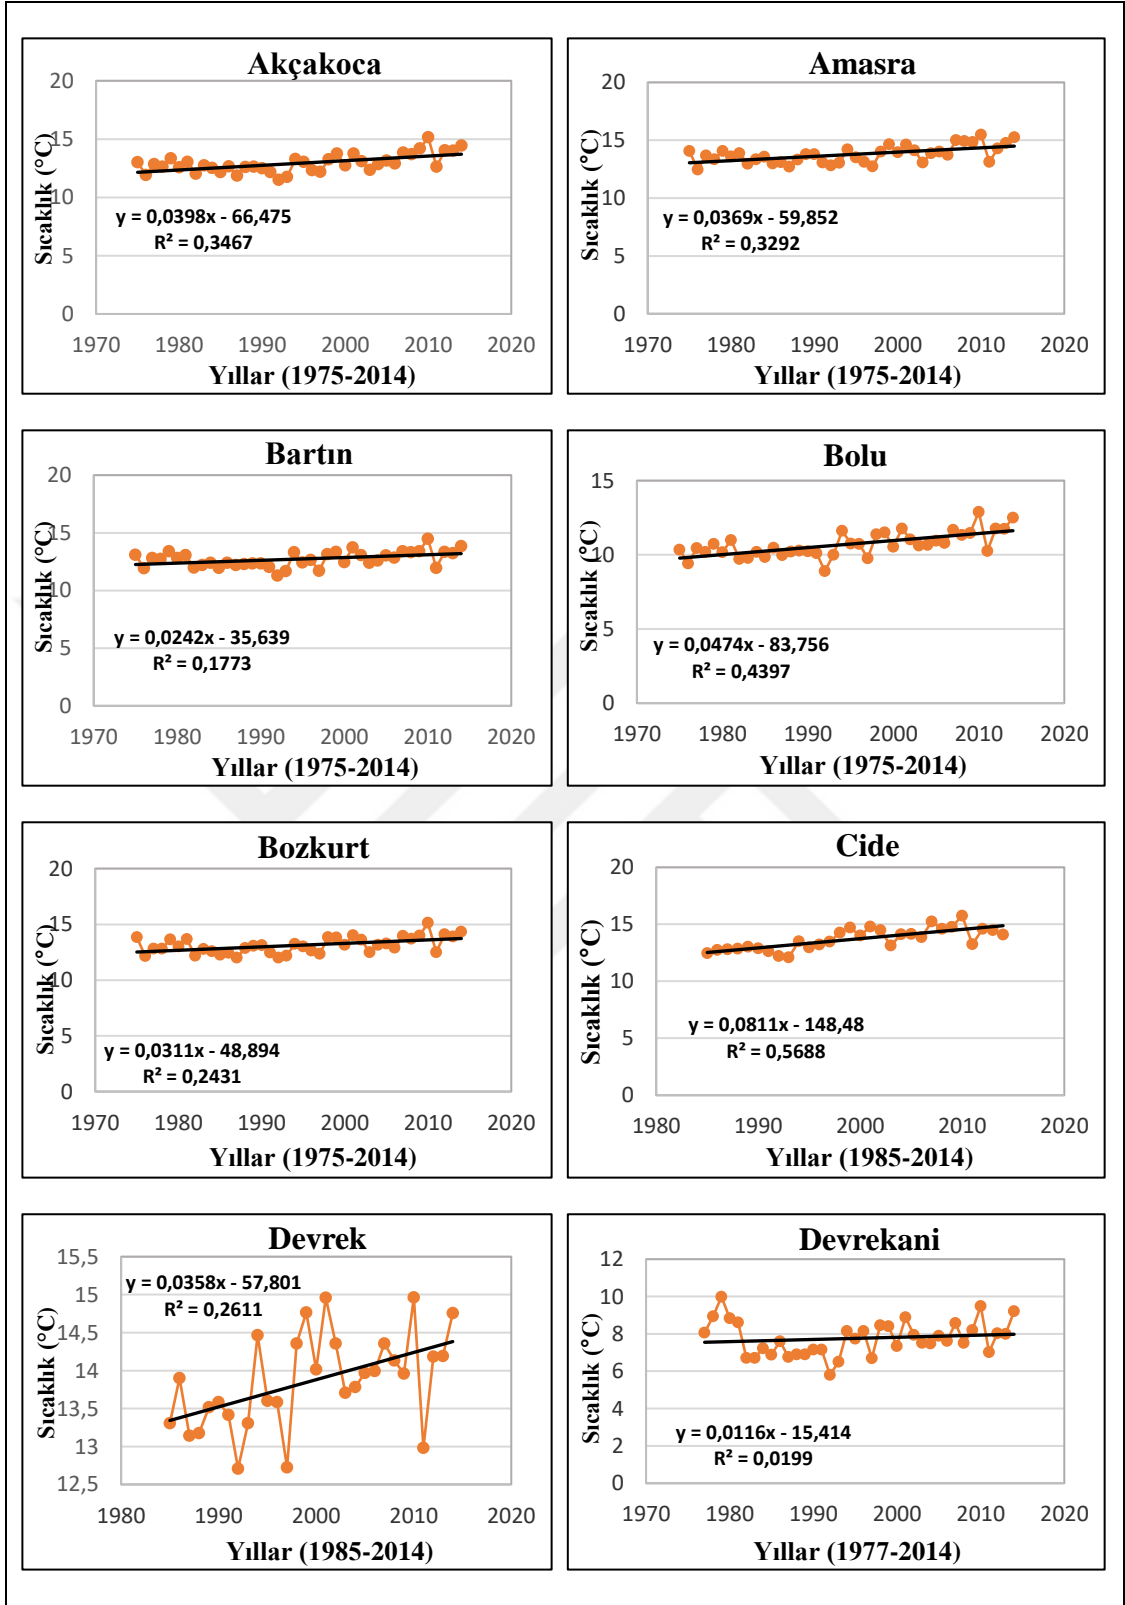 Akçakoca
20
15
10
5
0
Sıcaklık (°C)
y = 0,0398x - 66,475
R² = 0,3467
1970 1980 1990 2000 2010 2020
Yıllar (1975-2014)
Amasra
20
15
10
5
0
Sıcaklık (°C)
y = 0,0369x - 59,852
R² = 0,3292
1970 1980 1990 2000 2010 2020
Yıllar (1975-2014)
Bartın
20
15
10
5
0
Sıcaklık (°C)
y = 0,0242x - 35,639
R² = 0,1773
1970 1980 1990 2000 2010 2020
Yıllar (1975-2014)
Bolu
15
10
5
0
Sıcaklık (°C)
y = 0,0474x - 83,756
R² = 0,4397
1970 1980 1990 2000 2010 2020
Yıllar (1975-2014)
Bozkurt
20
15
10
5
0
Sıcaklık (°C)
y = 0,0311x - 48,894
R² = 0,2431
1970 1980 1990 2000 2010 2020
Yıllar (1975-2014)
Cide
20
15
10
5
0
Sıcaklık (°C)
y = 0,0811x - 148,48
R² = 0,5688
1980 1990 2000 2010 2020
Yıllar (1985-2014)
Devrek
15,5
15
14,5
14
13,5
13
12,5
Sıcaklık (°C)
y = 0,0358x - 57,801
R² = 0,2611
1980 1990 2000 2010 2020
Yıllar (1985-2014)
Devrekani
12
10
8
6
4
2
0
Sıcaklık (°C)
y = 0,0116x - 15,414
R² = 0,0199
1970 1980 1990 2000 2010 2020
Yıllar (1977-2014)